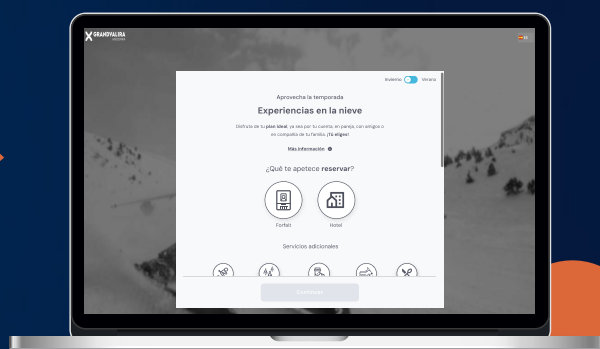 GRANDVALIRA
ANDORRA
ES
Invierno Verano
Aprovecha la temporada
Experiencias en la nieve
Disfruta de tu plan ideal, ya sea por tu cuenta, en pareja, con amigos o
en compañía de tu familia. ¡Tú eliges!
Más información
¿Qué te apetece reservar?
Forfait Hotel
Servicios adicionales
Continuar